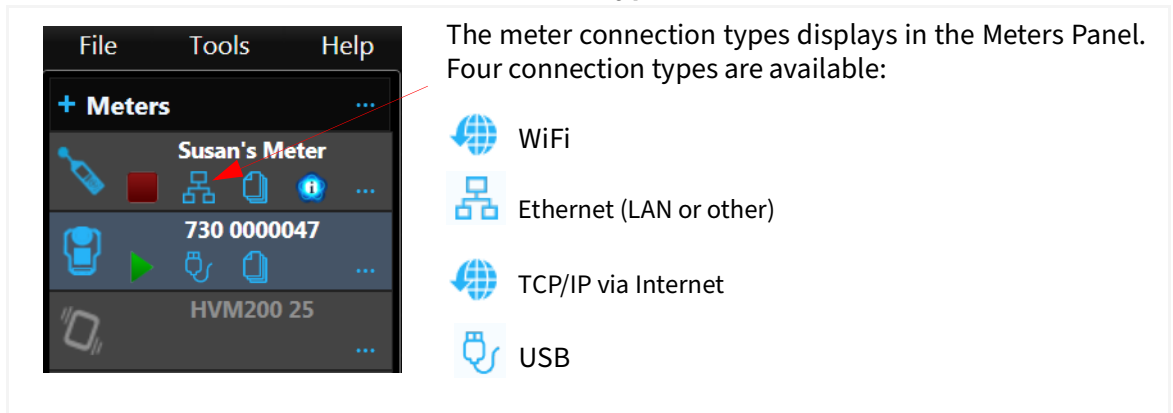 File Tools Help
+ Meters ...
Susan's Meter
...
730 0000047
...
HVM200 25
...
The meter connection types displays in the Meters Panel.
Four connection types are available:
WiFi
Ethernet (LAN or other)
TCP/IP via Internet
USB